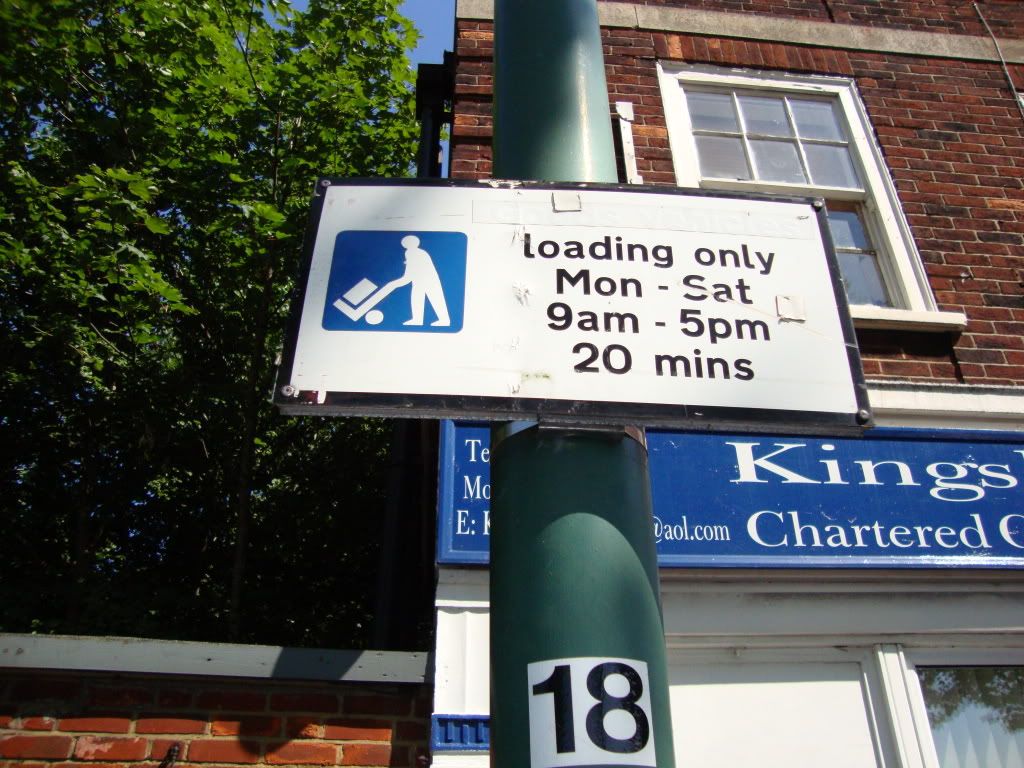 loading only
Mon - Sat
9am - 5pm
20 mins
Kings
@aol.com
Chartered
E:
18